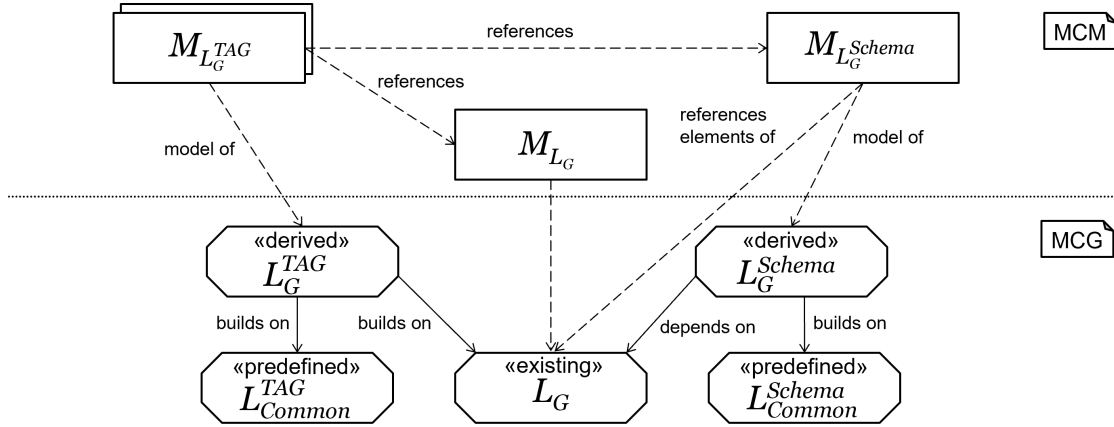 M_{L_G^{TAG}}
references
M_{L_G^{Schema}}
MCM
references
references
elements of
model of
M_{L_G}
model of
MCG
«derived»
L_G^{TAG}
«derived»
L_G^{Schema}
builds on
builds on
depends on
builds on
«predefined»
L_{Common}^{TAG}
«existing»
L_G
«predefined»
L_{Common}^{Schema}